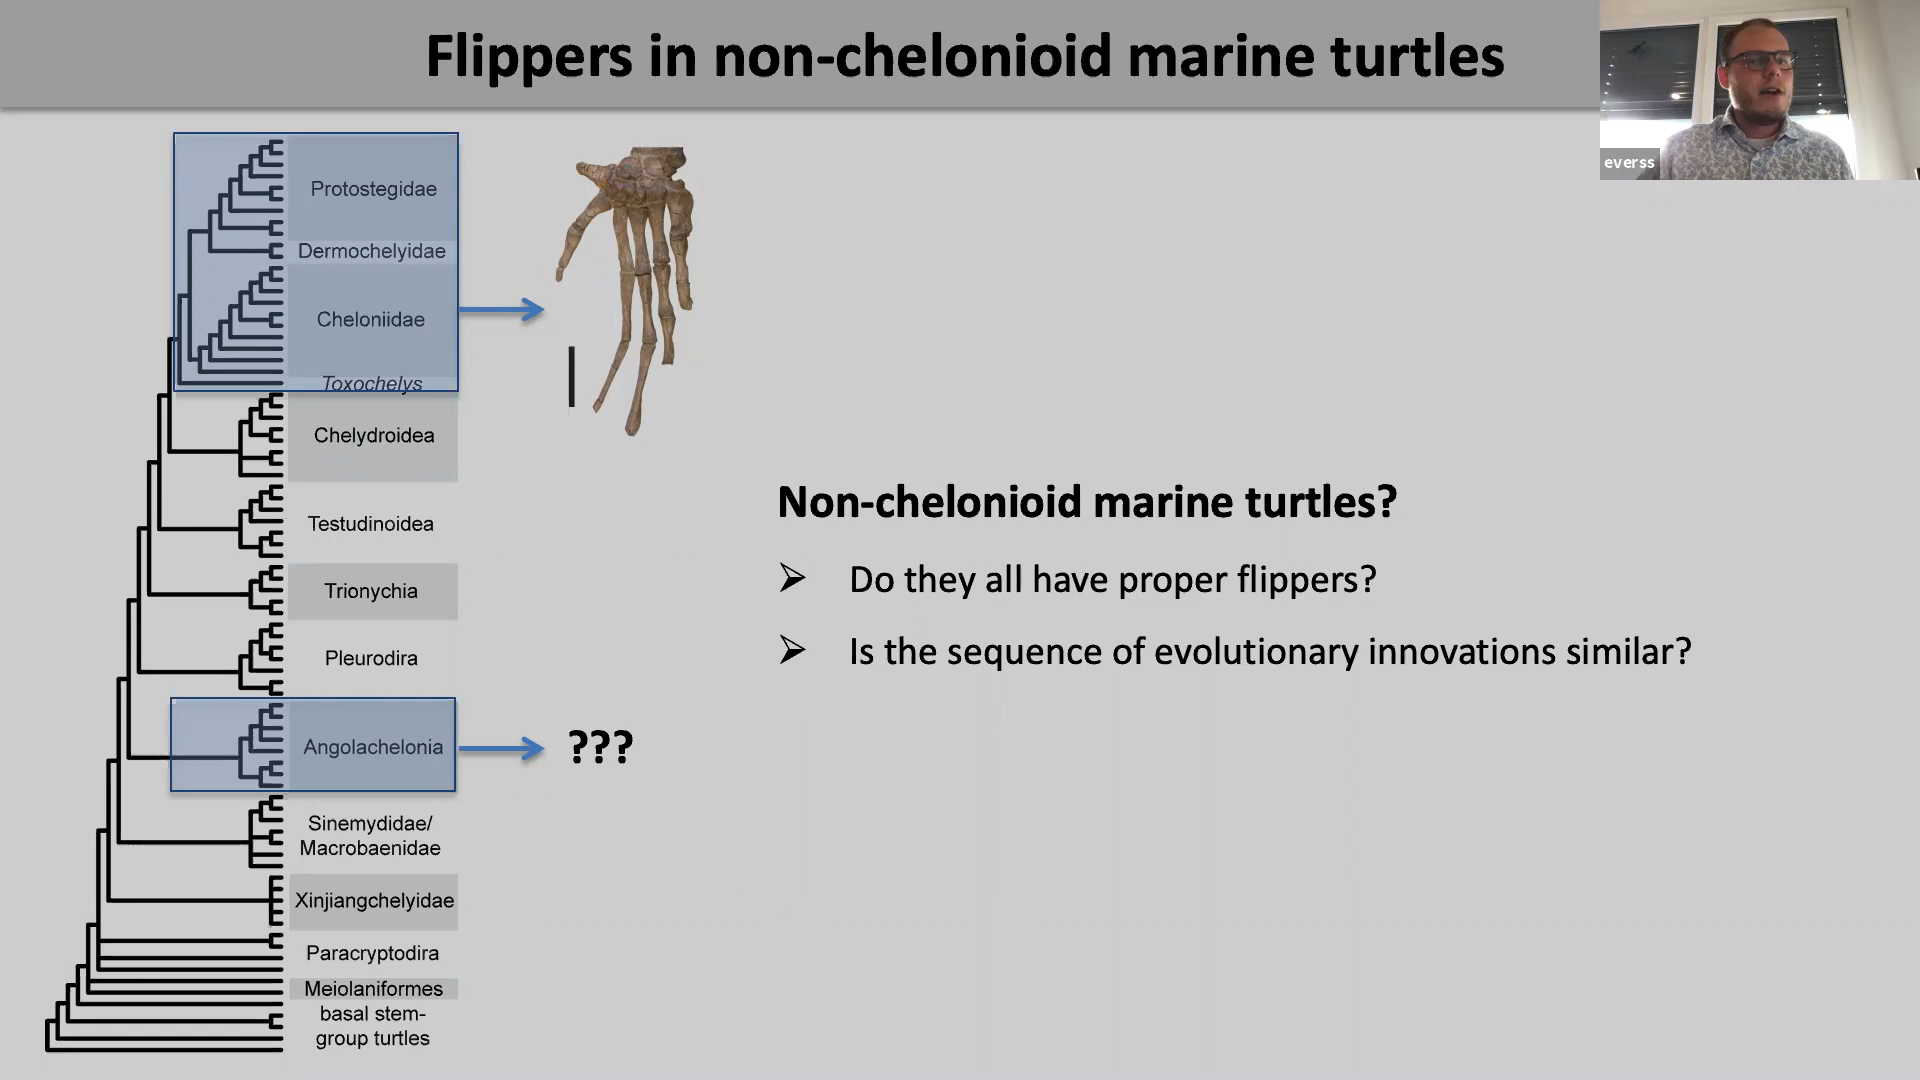 Flippers in non-chelonioid marine turtles
everss
Protostegidae
Dermochelyidae
Cheloniidae
Toxochelys
Chelydroidea
Testudinoidea
Trionychia
Pleurodira
Angolachelonia
Sinemydidae/
Macrobaenidae
Xinjiangchelyidae
Paracryptodira
Meiolaniformes
basal stem-
group turtles
???
Non-chelonioid marine turtles?
Do they all have proper flippers?
Is the sequence of evolutionary innovations similar?